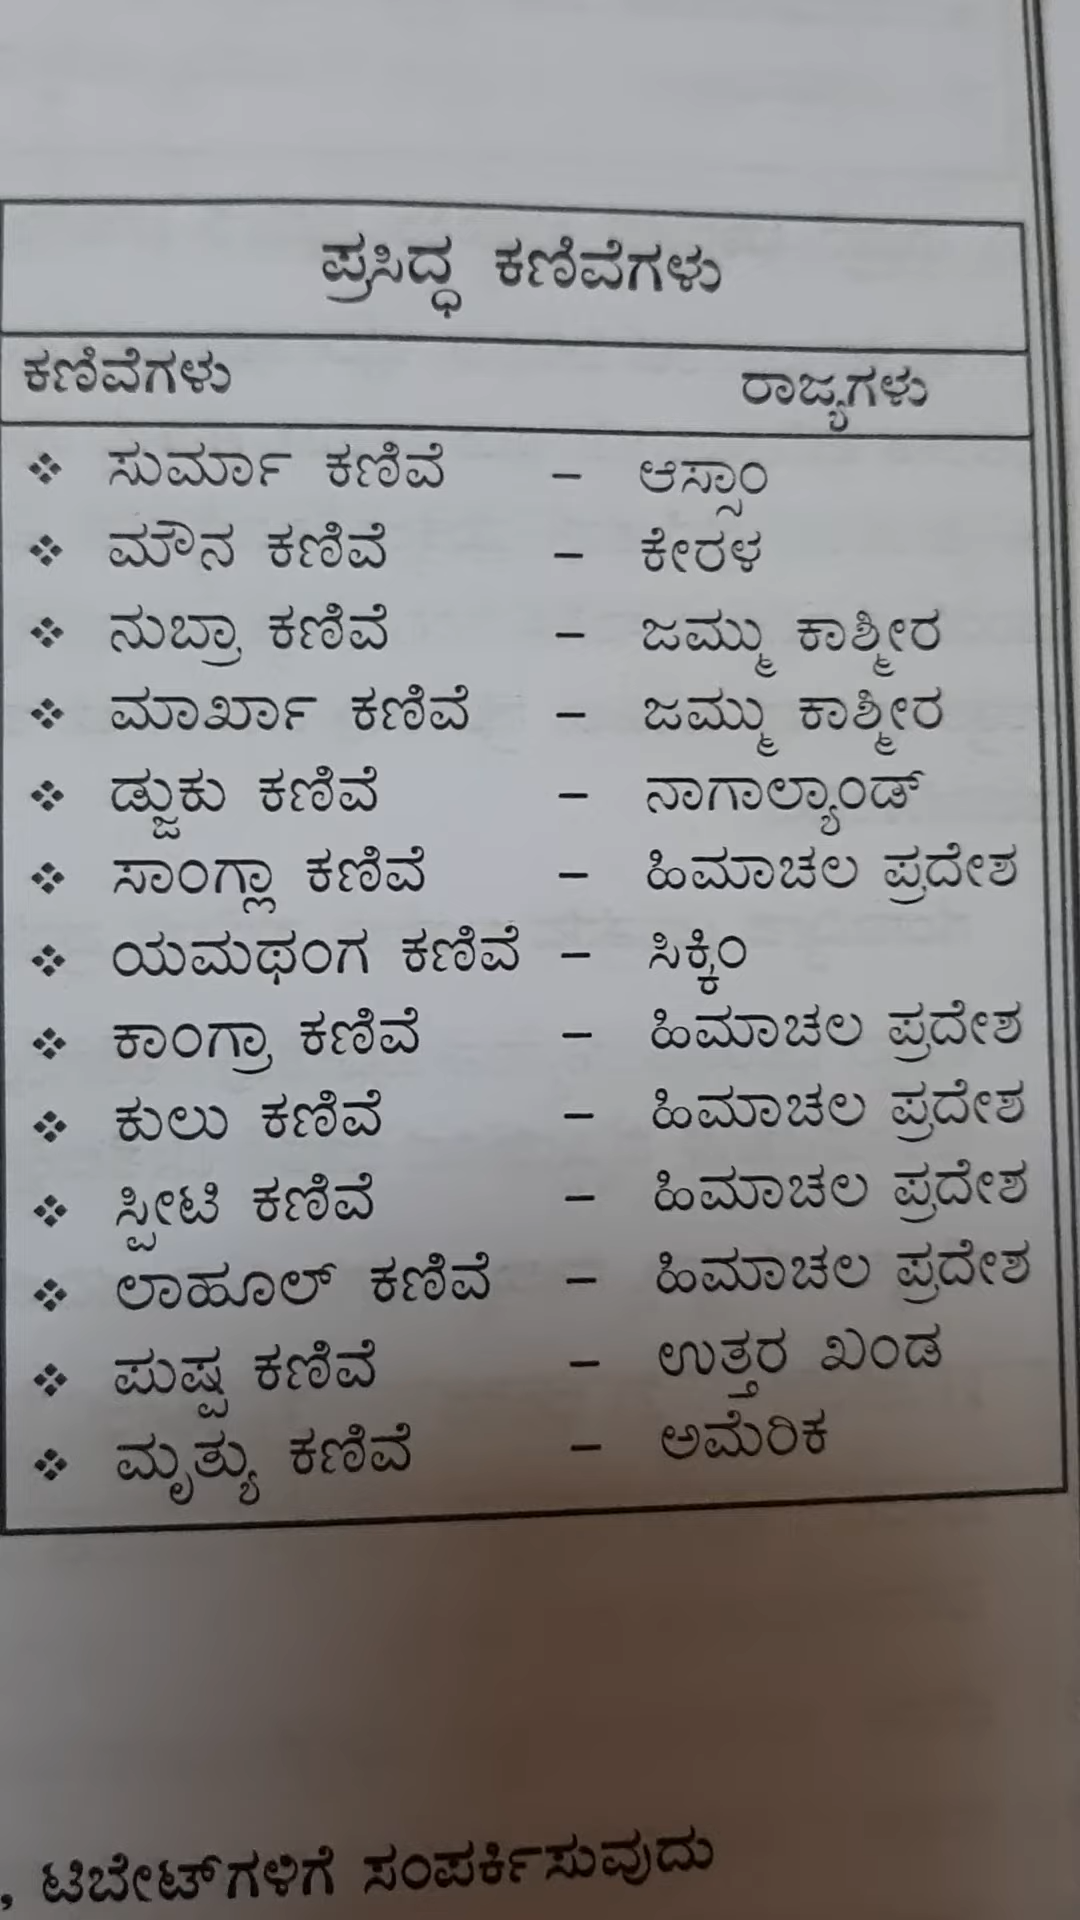 ಪ್ರಸಿದ್ಧ ಕಣಿವೆಗಳು
ಕಣಿವೆಗಳು ರಾಜ್ಯಗಳು
❖ ಸುರ್ಮಾ ಕಣಿವೆ – ಆಸ್ಸಾಂ
❖ ಮೌನ ಕಣಿವೆ – ಕೇರಳ
❖ ನುಬ್ರಾ ಕಣಿವೆ – ಜಮ್ಮು ಕಾಶ್ಮೀರ
❖ ಮಾರ್ಖಾ ಕಣಿವೆ – ಜಮ್ಮು ಕಾಶ್ಮೀರ
❖ ಡ್ಜುಕು ಕಣಿವೆ – ನಾಗಾಲ್ಯಾಂಡ್
❖ ಸಾಂಗ್ಲಾ ಕಣಿವೆ – ಹಿಮಾಚಲ ಪ್ರದೇಶ
❖ ಯಮಥಂಗ ಕಣಿವೆ – ಸಿಕ್ಕಿಂ
❖ ಕಾಂಗ್ರಾ ಕಣಿವೆ – ಹಿಮಾಚಲ ಪ್ರದೇಶ
❖ ಕುಲು ಕಣಿವೆ – ಹಿಮಾಚಲ ಪ್ರದೇಶ
❖ ಸ್ಪೀಟಿ ಕಣಿವೆ – ಹಿಮಾಚಲ ಪ್ರದೇಶ
❖ ಲಾಹೂಲ್ ಕಣಿವೆ – ಹಿಮಾಚಲ ಪ್ರದೇಶ
❖ ಪುಷ್ಪ ಕಣಿವೆ – ಉತ್ತರ ಖಂಡ
❖ ಮೃತ್ಯು ಕಣಿವೆ – ಅಮೆರಿಕ
, ಟಿಬೇಟ್‌ಗಳಿಗೆ ಸಂಪರ್ಕಿಸುವುದು